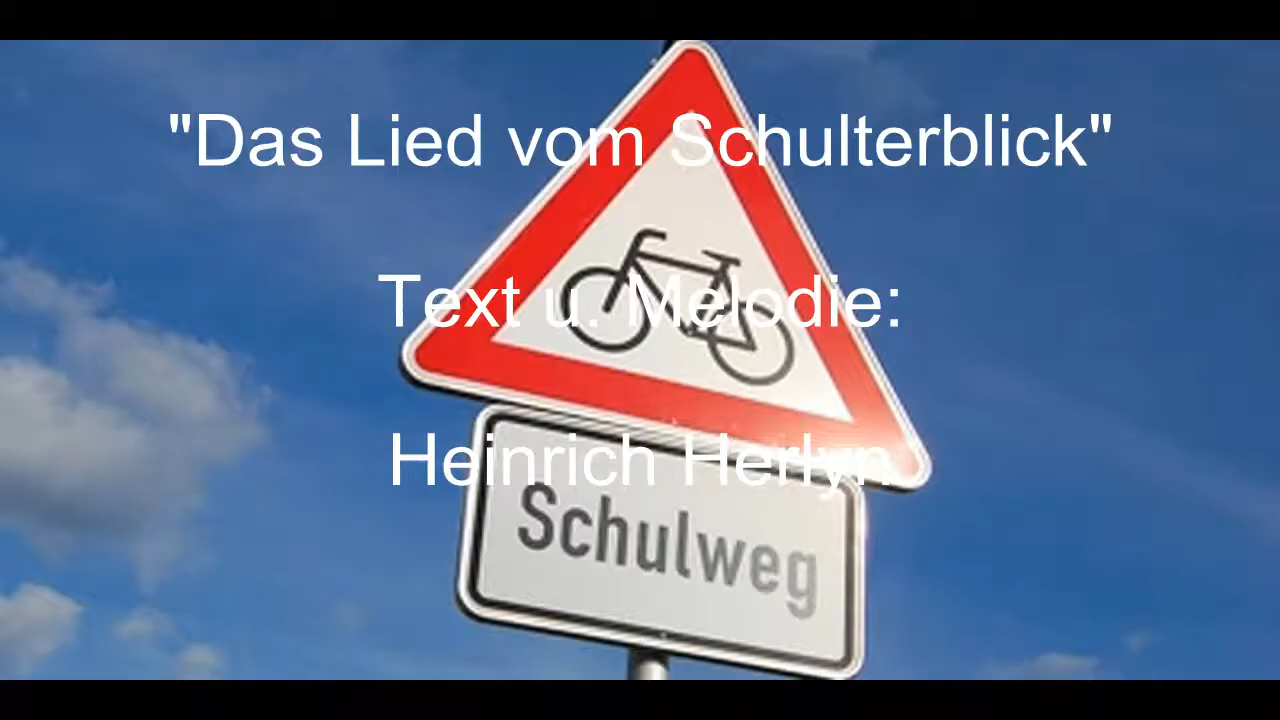 "Das Lied vom Schulterblick"
Text u. Melodie:
Heinrich Herlyn
Schulweg